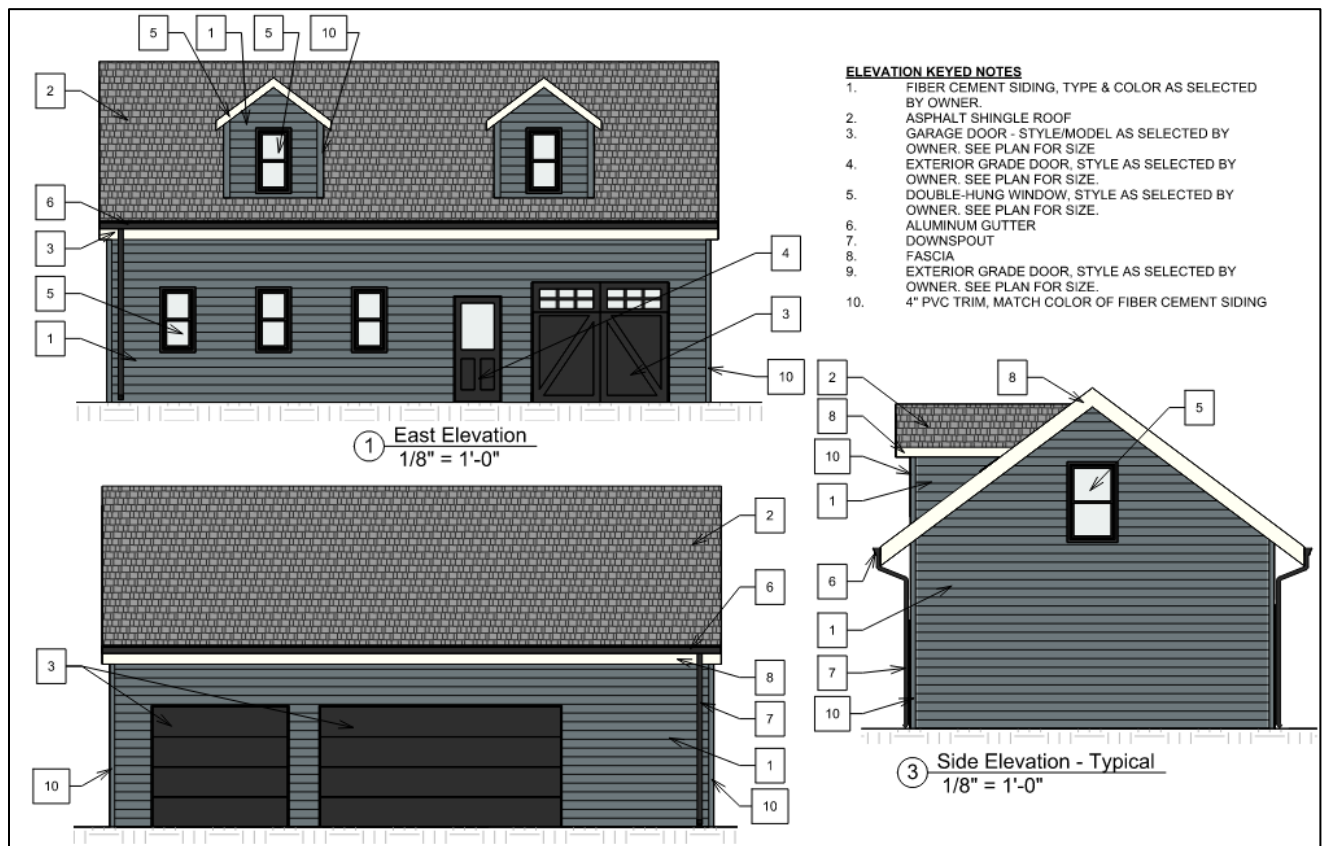 5 1 5 10
2
6
3
5
1
4
3
10
1 East Elevation
1/8" = 1'-0"
ELEVATION KEYED NOTES
1. FIBER CEMENT SIDING, TYPE & COLOR AS SELECTED
BY OWNER.
2. ASPHALT SHINGLE ROOF
3. GARAGE DOOR - STYLE/MODEL AS SELECTED BY
OWNER. SEE PLAN FOR SIZE
4. EXTERIOR GRADE DOOR, STYLE AS SELECTED BY
OWNER. SEE PLAN FOR SIZE.
5. DOUBLE-HUNG WINDOW, STYLE AS SELECTED BY
OWNER. SEE PLAN FOR SIZE.
6. ALUMINUM GUTTER
7. DOWNSPOUT
8. FASCIA
9. EXTERIOR GRADE DOOR, STYLE AS SELECTED BY
OWNER. SEE PLAN FOR SIZE.
10. 4" PVC TRIM, MATCH COLOR OF FIBER CEMENT SIDING
2
6
3
8
7
1
10
10
2
8
8
5
10
1
6
1
7
10
3 Side Elevation - Typical
1/8" = 1'-0"